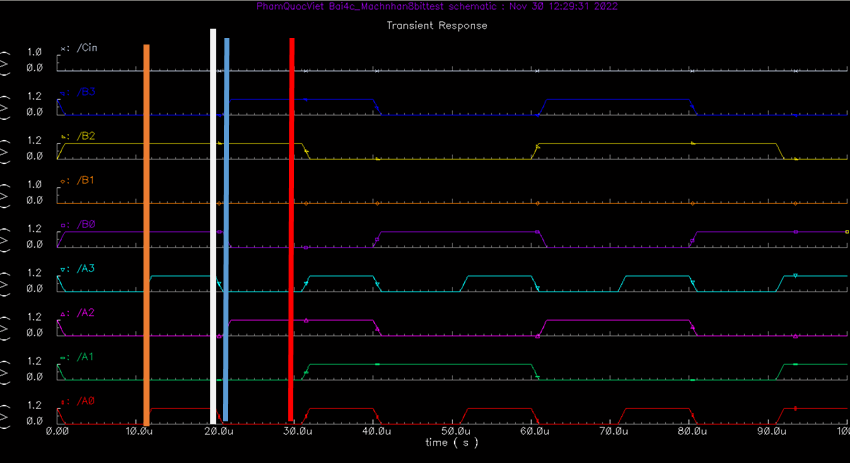 PhamQuocViet Bai4c_Machnhan8bittest schematic : Nov 30 12:29:31 2022
Transient Response
/Cin
1.0
0.0
/B3
1.2
0.0
/B2
1.2
0.0
/B1
1.0
0.0
/B0
1.2
0.0
/A3
1.2
0.0
/A2
1.2
0.0
/A1
1.2
0.0
/A0
1.2
0.0
0.00 10.0u 20.0u 30.0u 40.0u 50.0u 60.0u 70.0u 80.0u 90.0u
time ( s )